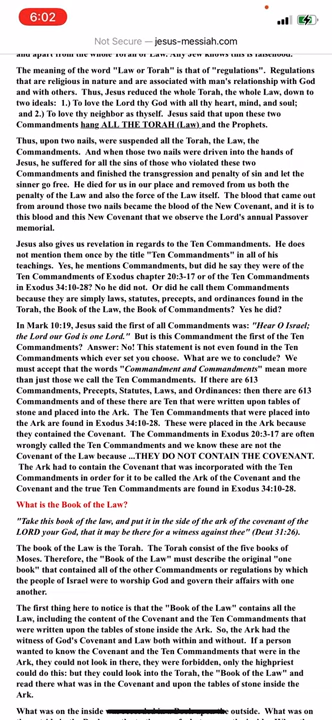 6:02
Not Secure — jesus-messiah.com
and apart from the whole Torah or Law. Any Jew knows this is falsehood.
The meaning of the word "Law or Torah" is that of "regulations". Regulations
that are religious in nature and are associated with man's relationship with God
and with others. Thus, Jesus reduced the whole Torah, the whole Law, down to
two ideals: 1.) To love the Lord thy God with all thy heart, mind, and soul;
and 2.) To love thy neighbor as thyself. Jesus said that upon these two
Commandments hang ALL THE TORAH (Law) and the Prophets.
Thus, upon two nails, were suspended all the Torah, the Law, the
Commandments. And when those two nails were driven into the hands of
Jesus, he suffered for all the sins of those who violated these two
Commandments and finished the transgression and penalty of sin and let the
sinner go free. He died for us in our place and removed from us both the
penalty of the Law and also the force of the Law itself. The blood that came out
from around those two nails became the blood of the New Covenant, and it is to
this blood and this New Covenant that we observe the Lord's annual Passover
memorial.
Jesus also gives us revelation in regards to the Ten Commandments. He does
not mention them once by the title "Ten Commandments" in all of his
teachings. Yes, he mentions Commandments, but did he say they were of the
Ten Commandments of Exodus chapter 20:3-17 or of the Ten Commandments
in Exodus 34:10-28? No he did not. Or did he call them Commandments
because they are simply laws, statutes, precepts, and ordinances found in the
Torah, the Book of the Law, the Book of Commandments? Yes he did?
In Mark 10:19, Jesus said the first of all Commandments was: "Hear O Israel;
the Lord our God is one Lord." But is this Commandment the first of the Ten
Commandments? Answer: No! This statement is not even found in the Ten
Commandments which ever set you choose. What are we to conclude? We
must accept that the words "Commandment and Commandments" mean more
than just those we call the Ten Commandments. If there are 613
Commandments, Precepts, Statutes, Laws, and Ordinances: then there are 613
Commandments and of these there are Ten that were written upon tables of
stone and placed into the Ark. The Ten Commandments that were placed into
the Ark are found in Exodus 34:10-28. These were placed in the Ark because
they contained the Covenant. The Commandments in Exodus 20:3-17 are often
wrongly called the Ten Commandments and we know these are not the
Covenant of the Law because ...THEY DO NOT CONTAIN THE COVENANT.
The Ark had to contain the Covenant that was incorporated with the Ten
Commandments in order for it to be called the Ark of the Covenant and the
Covenant and the true Ten Commandments are found in Exodus 34:10-28.
What is the Book of the Law?
"Take this book of the law, and put it in the side of the ark of the covenant of the
LORD your God, that it may be there for a witness against thee" (Deut 31:26).
The book of the Law is the Torah. The Torah consist of the five books of
Moses. Therefore, the "Book of the Law" must describe the original "one
book" that contained all of the other Commandments or regulations by which
the people of Israel were to worship God and govern their affairs with one
another.
The first thing here to notice is that the "Book of the Law" contains all the
Law, including the content of the Covenant and the Ten Commandments that
were written upon the tables of stone inside the Ark. So, the Ark had the
witness of God's Covenant and Law both within and without. If a person
wanted to know the Covenant and the Ten Commandments that were in the
Ark, they could not look in there, they were forbidden, only the highpriest
could do this: but they could look into the Torah, the "Book of the Law" and
read there what was in the Covenant and upon the tables of stone inside the
Ark.
What was on the inside outside. What was on